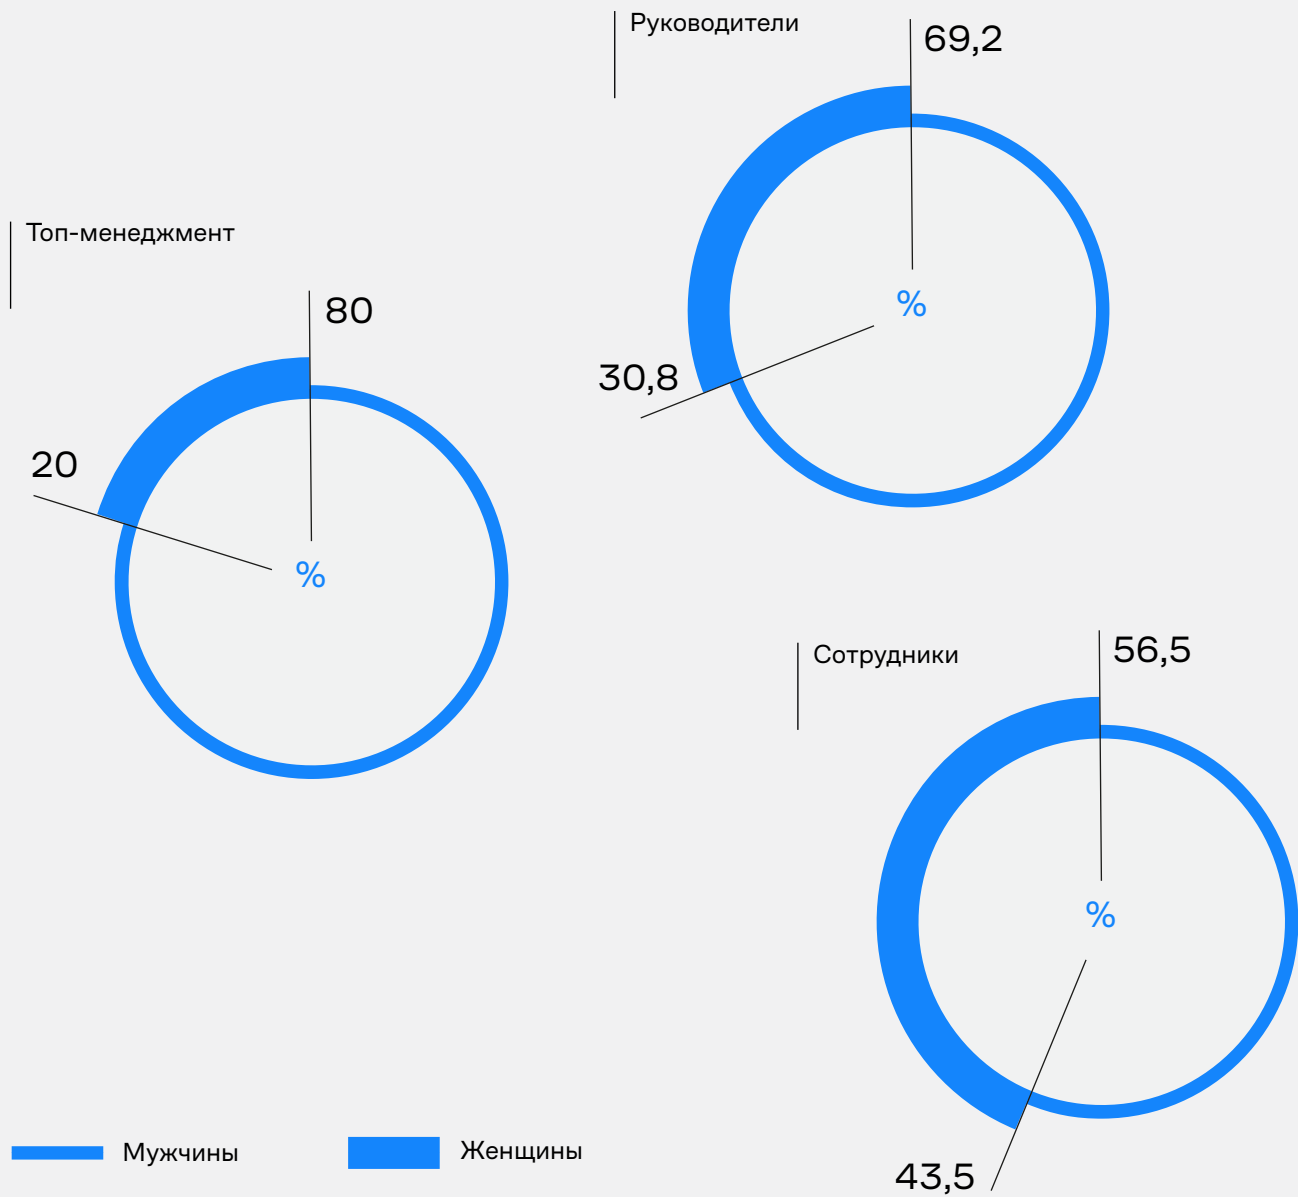 Руководители
69,2
%
30,8
Топ-менеджмент
80
20
%
Сотрудники
56,5
%
43,5
Мужчины
Женщины